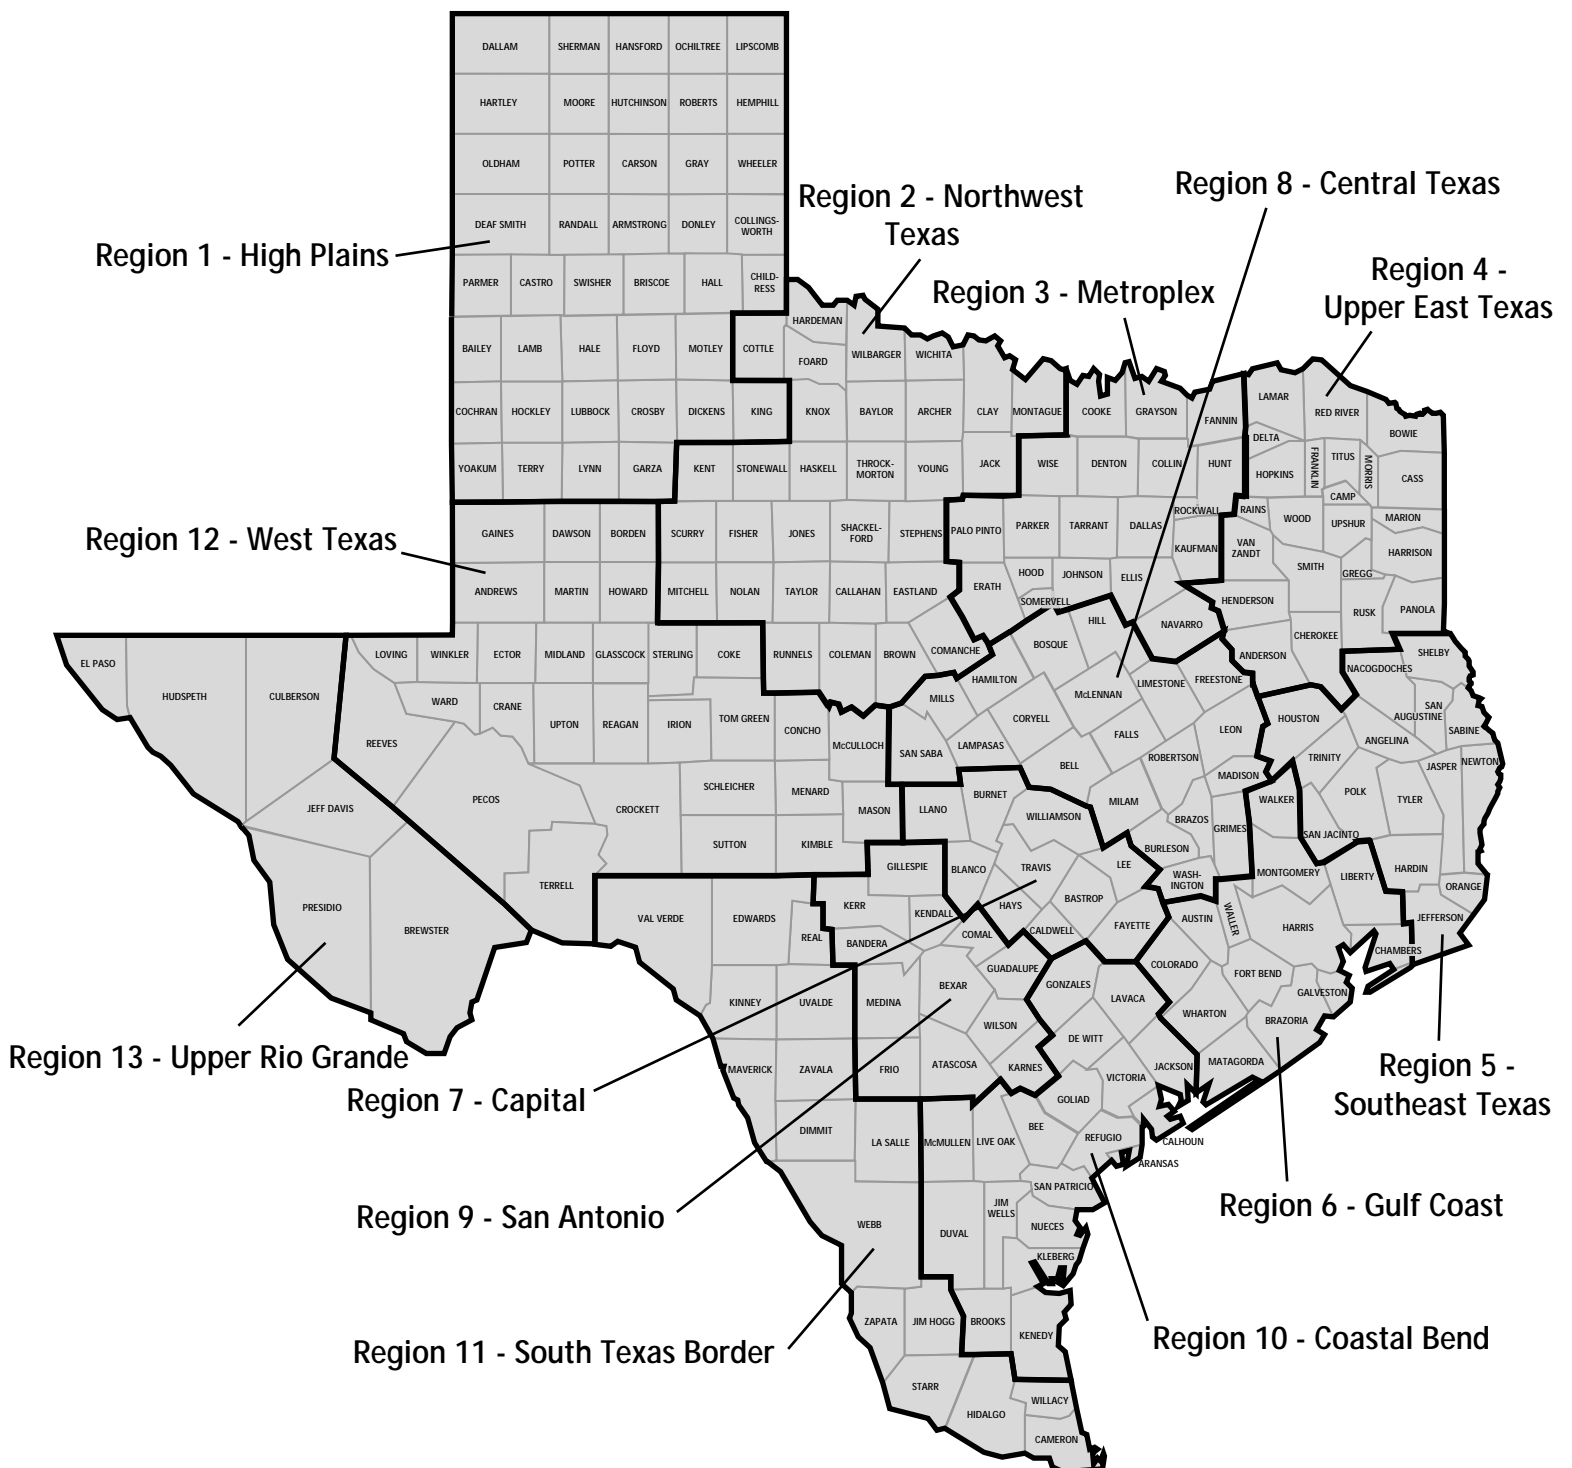 DALLAM SHERMAN HANSFORD OCHILTREE LIPSCOMB
HARTLEY MOORE HUTCHINSON ROBERTS HEMPHILL
OLDHAM POTTER CARSON GRAY WHEELER
Region 2 - Northwest
Texas
Region 8 - Central Texas
DEAF SMITH RANDALL ARMSTRONG DONLEY COLLINGS-
WORTH
Region 1 - High Plains
Region 3 - Metroplex
Region 4 -
Upper East Texas
PARMER CASTRO SWISHER BRISCOE HALL CHILD-
RESS
HARDEMAN
BAILEY LAMB HALE FLOYD MOTLEY COTTLE FOARD WILBARGER WICHITA
COCHRAN HOCKLEY LUBBOCK CROSBY DICKENS KING KNOX BAYLOR ARCHER CLAY MONTAGUE COOKE GRAYSON FANNIN LAMAR RED RIVER BOWIE
DELTA
YOAKUM TERRY LYNN GARZA KENT STONEWALL HASKELL THROCK-
MORTON YOUNG JACK WISE DENTON COLLIN HUNT HOPKINS FRANKLIN TITUS MORRIS CASS
CAMP
Region 12 - West Texas
GAINES DAWSON BORDEN SCURRY FISHER JONES SHACKEL-
FORD STEPHENS PALO PINTO PARKER TARRANT DALLAS ROCKWALL RAINS WOOD UPSHUR MARION
KAUFMAN VAN
ZANDT SMITH GREGG HARRISON
ANDREWS MARTIN HOWARD MITCHELL NOLAN TAYLOR CALLAHAN EASTLAND ERATH HOOD JOHNSON ELLIS
SOMERVELL HENDERSON RUSK PANOLA
HILL NAVARRO CHEROKEE
EL PASO HUDSPETH CULBERSON
LOVING WINKLER ECTOR MIDLAND GLASSCOCK STERLING COKE RUNNELS COLEMAN BROWN COMANCHE BOSQUE ANDERSON NACOGDOCHES SHELBY
WARD CRANE UPTON REAGAN IRION TOM GREEN CONCHO MILLS HAMILTON McLENNAN LIMESTONE FREESTONE
REEVES McCULLOCH SAN SABA LAMPASAS CORYELL FALLS LEON HOUSTON ANGELINA SAN
AUGUSTINE SABINE
BELL ROBERTSON MADISON TRINITY JASPER NEWTON
JEFF DAVIS PECOS CROCKETT SCHLEICHER MENARD MASON LLANO BURNET WILLIAMSON MILAM BRAZOS GRIMES WALKER POLK TYLER
SUTTON KIMBLE BURLESON SAN JACINTO
PRESIDIO BREWSTER TERRELL
GILLESPIE BLANCO TRAVIS LEE WASH-
INGTON MONTGOMERY LIBERTY HARDIN ORANGE
VAL VERDE EDWARDS REAL KERR KENDALL HAYS BASTROP FAYETTE AUSTIN WALLER HARRIS JEFFERSON
BANDERA COMAL CALDWELL CHAMBERS
KINNEY UVALDE MEDINA BEXAR GUADALUPE GONZALES LAVACA COLORADO FORT BEND GALVESTON
WILSON DE WITT WHARTON BRAZORIA
Region 13 - Upper Rio Grande
MAVERICK ZAVALA FRIO ATASCOSA KARNES VICTORIA JACKSON MATAGORDA
Region 5 -
Southeast Texas
Region 7 - Capital
GOLIAD
DIMMIT LA SALLE McMULLEN LIVE OAK BEE REFUGIO CALHOUN
ARANSAS
SAN PATRICIO
Region 9 - San Antonio
Region 6 - Gulf Coast
WEBB DUVAL JIM
WELLS NUECES
KLEBERG
ZAPATA JIM HOGG BROOKS KENEDY
Region 11 - South Texas Border
Region 10 - Coastal Bend
STARR HIDALGO WILLACY
CAMERON